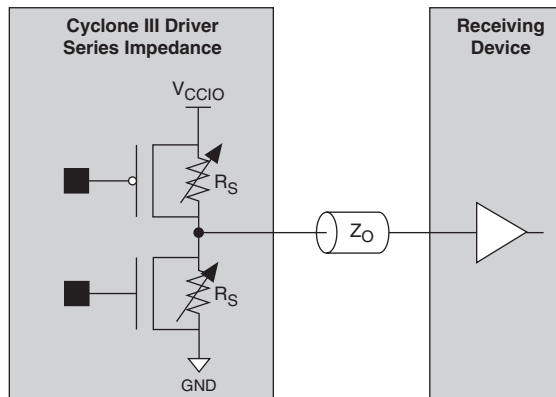 Cyclone III Driver
Series Impedance
Receiving
Device
VCCIO
RS
ZO
RS
GND